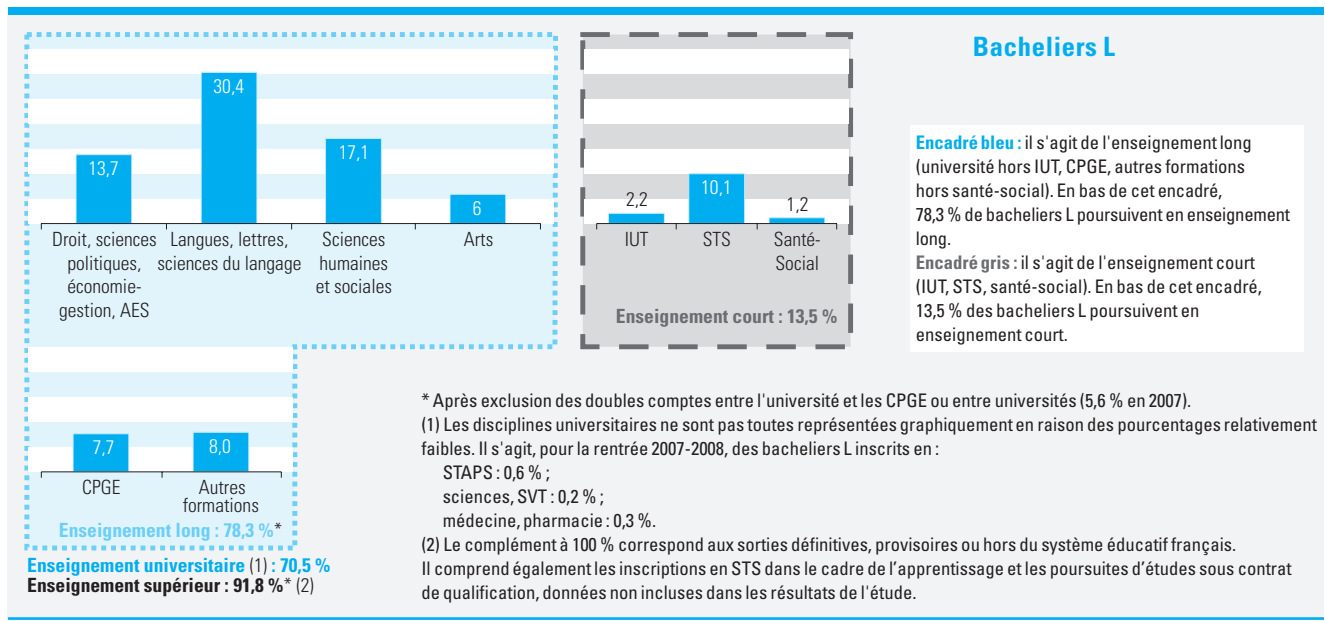 Bacheliers L
30,4
17,1
13,7
6
Droit, sciences
politiques,
économie-
gestion, AES
Langues, lettres,
sciences du langage
Sciences
humaines
et sociales
Arts
2,2
10,1
1,2
IUT
STS
Santé-
Social
Enseignement court : 13,5 %
Encadré bleu : il s'agit de l'enseignement long
(université hors IUT, CPGE, autres formations
hors santé-social). En bas de cet encadré,
78,3 % de bacheliers L poursuivent en enseignement
long.
Encadré gris : il s'agit de l'enseignement court
(IUT, STS, santé-social). En bas de cet encadré,
13,5 % des bacheliers L poursuivent en
enseignement court.
7,7
8,0
CPGE
Autres
formations
Enseignement long : 78,3 %*
Enseignement universitaire (1) : 70,5 %
Enseignement supérieur : 91,8 %* (2)
* Après exclusion des doubles comptes entre l'université et les CPGE ou entre universités (5,6 % en 2007).
(1) Les disciplines universitaires ne sont pas toutes représentées graphiquement en raison des pourcentages relativement
faibles. Il s'agit, pour la rentrée 2007-2008, des bacheliers L inscrits en :
STAPS : 0,6 % ;
sciences, SVT : 0,2 % ;
médecine, pharmacie : 0,3 %.
(2) Le complément à 100 % correspond aux sorties définitives, provisoires ou hors du système éducatif français.
Il comprend également les inscriptions en STS dans le cadre de l'apprentissage et les poursuites d'études sous contrat
de qualification, données non incluses dans les résultats de l'étude.